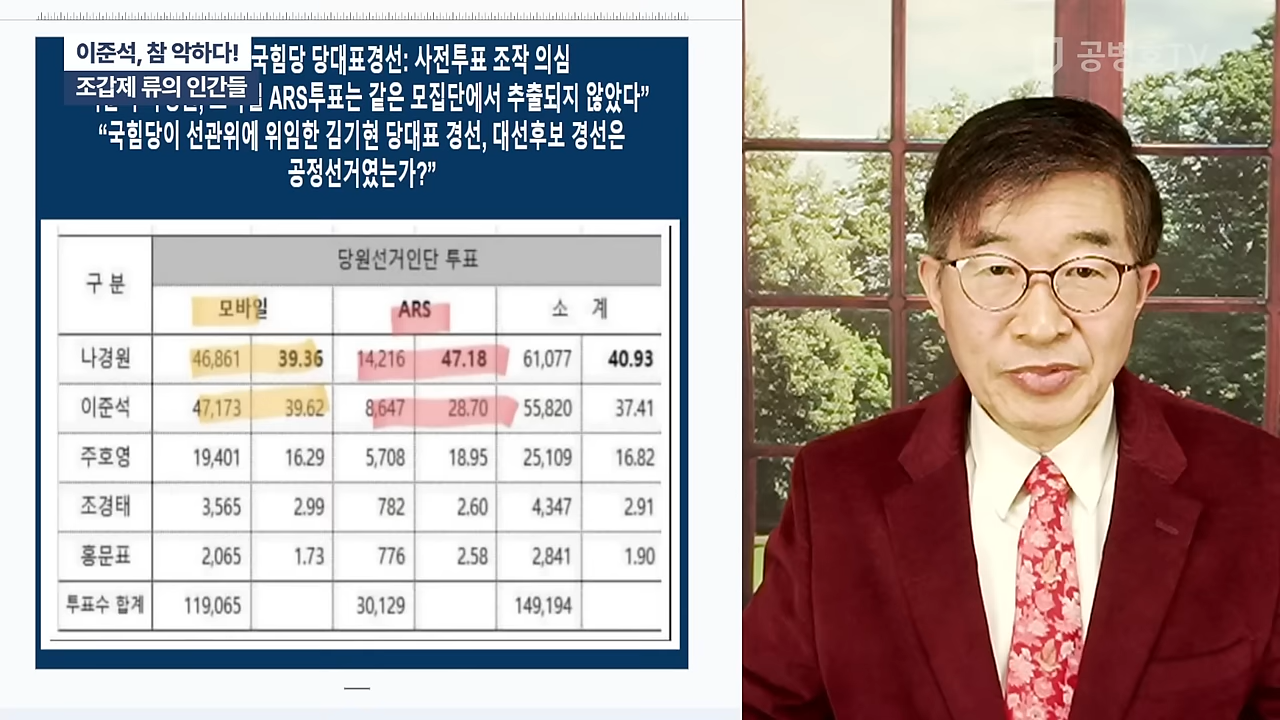 이준석, 참 악하다!
조갑제 류의 인간들
국힘당 당대표경선: 사전투표 조작 의심
ARS투표는 같은 모집단에서 추출되지 않았다”
“국힘당이 선관위에 위임한 김기현 당대표 경선, 대선후보 경선은
공정선거였는가?”
구 분 당원선거인단 투표
모바일 ARS 소 계
나경원 46,861 39.36 14,216 47.18 61,077 40.93
이준석 47,173 39.62 8,647 28.70 55,820 37.41
주호영 19,401 16.29 5,708 18.95 25,109 16.82
조경태 3,565 2.99 782 2.60 4,347 2.91
홍문표 2,065 1.73 776 2.58 2,841 1.90
투표수 합계 119,065 30,129 149,194
공병호TV